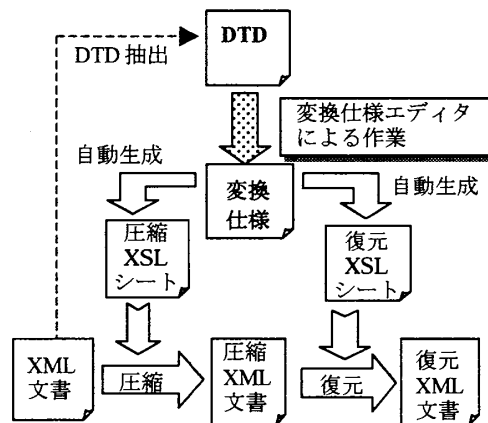 DTD
DTD 抽出
変換仕様エディタ
による作業
自動生成
変換
仕様
自動生成
圧縮
XSL
シート
復元
XSL
シート
XML
文書
圧縮
圧縮
XML
文書
復元
復元
XML
文書